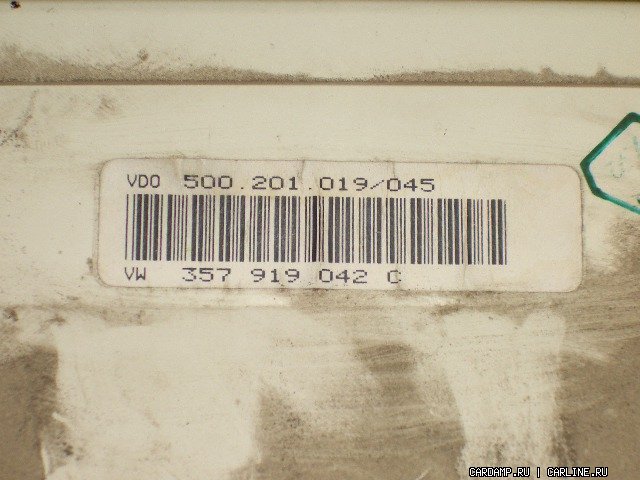 VDO 500.201.019/045
VW 357 919 042 C
CARDAMP.RU | CARLINE.RU